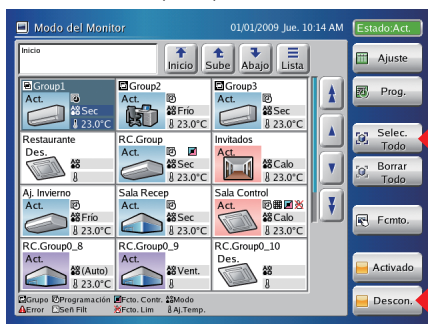 Modo del Monitor 01/01/2009 Jue. 10:14 AM Estado:Act.
Inicio
Inicio Sube Abajo Lista
Ajuste
Prog.
Selec. Todo
Borrar Todo
Fcmto.
Activado
Descon.
Group1 Group2 Group3
Act. Act. Act.
Sec Frío Sec
23.0°C 23.0°C 23.0°C
Restaurante RC.Group Invitados
Des. Act. Act.
Sec Calo
23.0°C 23.0°C
Aj. Invierno Sala Recep Sala Control
Act. Act. Act.
Frío Sec Calo
23.0°C 23.0°C 23.0°C
RC.Group0_8 RC.Group0_9 RC.Group0_10
Act. Act. Des.
(Auto) Vent.
23.0°C 23.0°C
Grupo Programación Fcto. Contr. Modo
Error Señ Filt Fcto. Lim Aj.Temp.